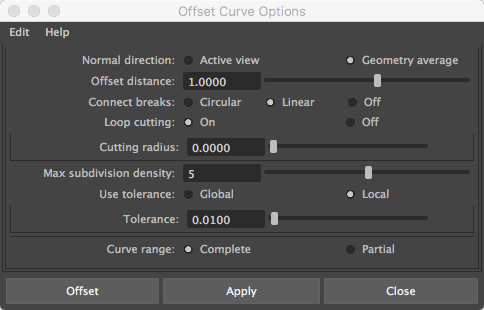 Offset Curve Options
Edit Help
Normal direction: Active view Geometry average
Offset distance: 1.0000
Connect breaks: Circular Linear Off
Loop cutting: On Off
Cutting radius: 0.0000
Max subdivision density: 5
Use tolerance: Global Local
Tolerance: 0.0100
Curve range: Complete Partial
Offset Apply Close